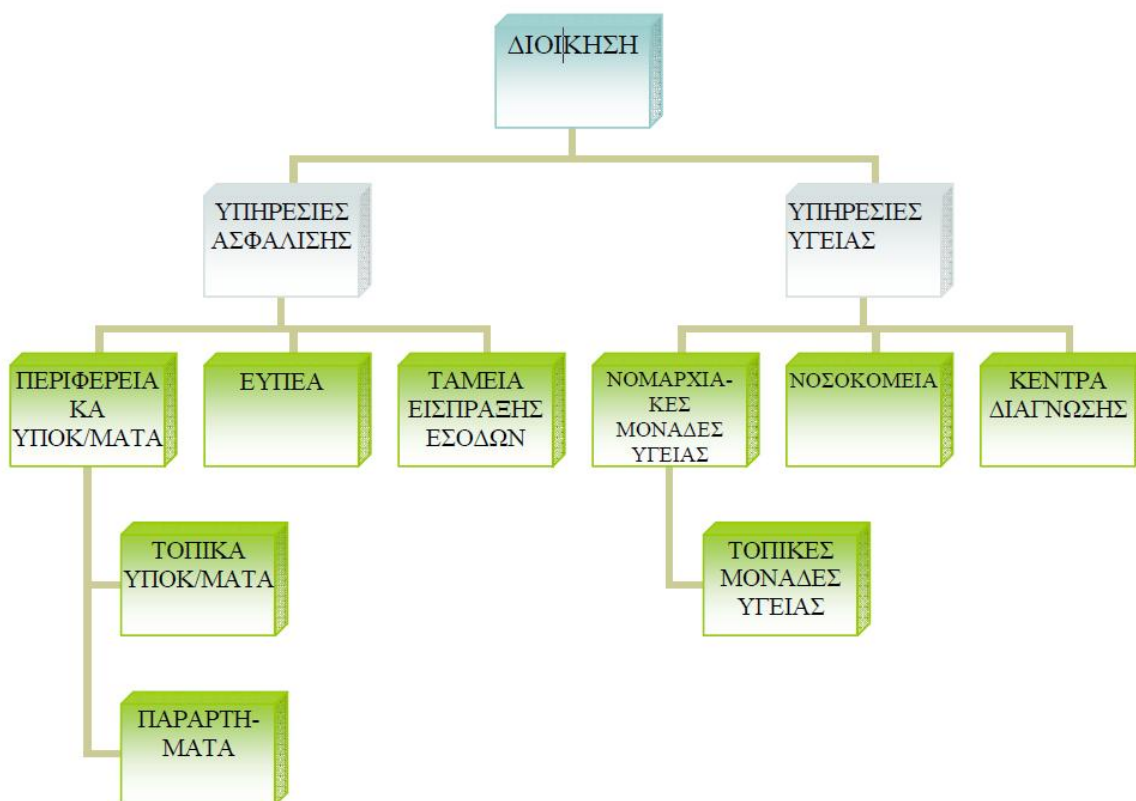 ΔΙΟΙΚΗΣΗ
ΥΠΗΡΕΣΙΕΣ
ΑΣΦΑΛΙΣΗΣ
ΥΠΗΡΕΣΙΕΣ
ΥΓΕΙΑΣ
ΠΕΡΙΦΕΡΕΙΑ
ΚΑ
ΥΠΟΚ/ΜΑΤΑ
ΕΥΠΕΑ
ΤΑΜΕΙΑ
ΕΙΣΠΡΑΞΗΣ
ΕΣΟΔΩΝ
ΝΟΜΑΡΧΙΑ-
ΚΕΣ
ΜΟΝΑΔΕΣ
ΥΓΕΙΑΣ
ΝΟΣΟΚΟΜΕΙΑ
ΚΕΝΤΡΑ
ΔΙΑΓΝΩΣΗΣ
ΤΟΠΙΚΑ
ΥΠΟΚ/ΜΑΤΑ
ΤΟΠΙΚΕΣ
ΜΟΝΑΔΕΣ
ΥΓΕΙΑΣ
ΠΑΡΑΡΤΗ-
ΜΑΤΑ